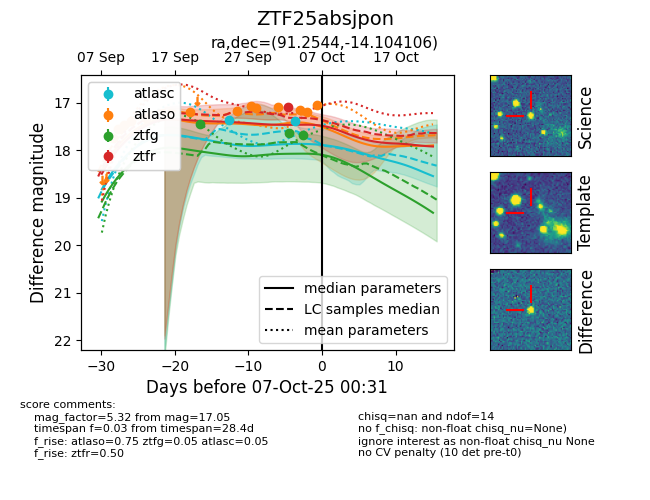 ZTF25absjpon
ra,dec=(91.2544,-14.104106)
07 Sep 17 Sep 27 Sep 07 Oct 17 Oct
atlasc
atlaso
ztfg
ztfr
17
18
19
20
21
22
Difference magnitude
median parameters
LC samples median
mean parameters
−30 −20 −10 0 10
Days before 07-Oct-25 00:31
Science
Template
Difference
score comments:
mag_factor=5.32 from mag=17.05
timespan f=0.03 from timespan=28.4d
f_rise: atlaso=0.75 ztfg=0.05 atlasc=0.05
f_rise: ztfr=0.50
chisq=nan and ndof=14
no f_chisq: non-float chisq_nu=None)
ignore interest as non-float chisq_nu None
no CV penalty (10 det pre-t0)